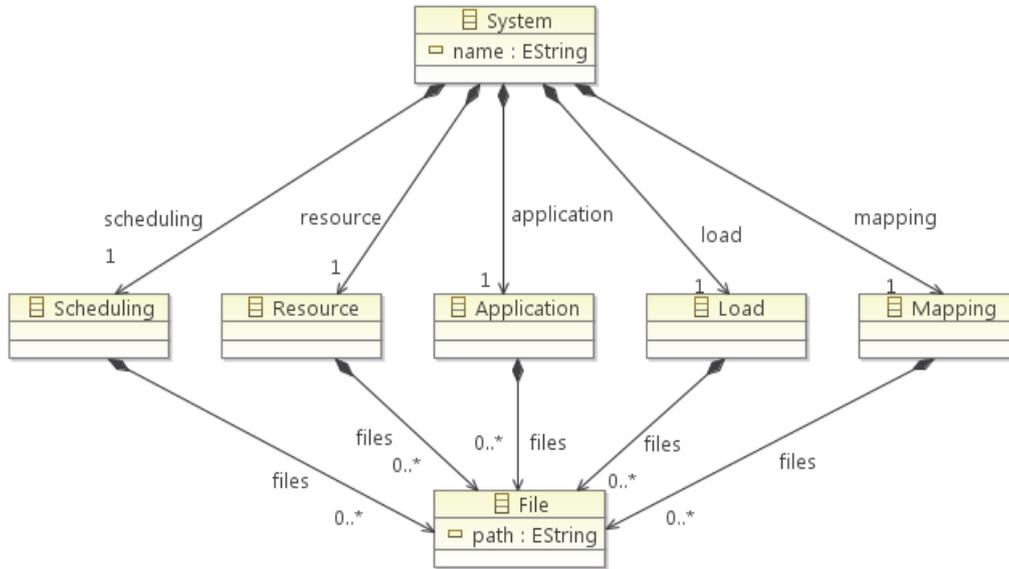 System
name : EString
scheduling
resource
application
load
mapping
1
1
1
1
1
Scheduling
Resource
Application
Load
Mapping
files
0..*
files
0..*
0..*
files
files
0..*
files
0..*
File
path : EString